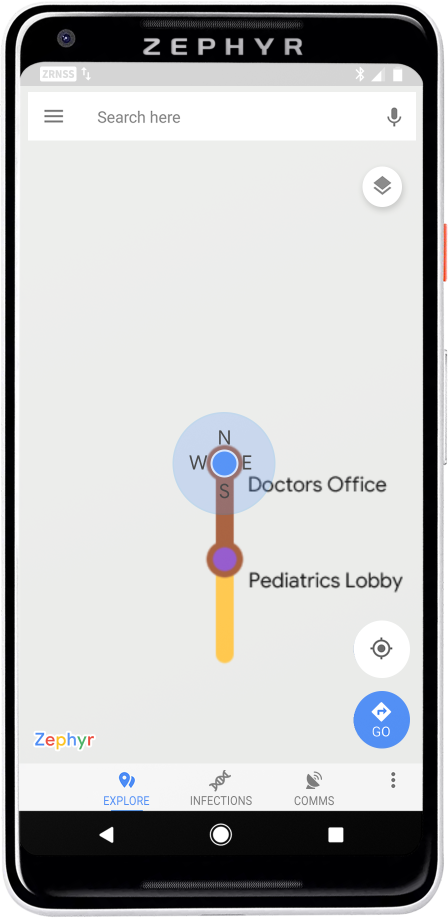 ZEPHYR
ZRNSS
Search here
N
W E
S
Doctors Office
Pediatrics Lobby
GO
Zephyr
EXPLORE INFECTIONS COMMS